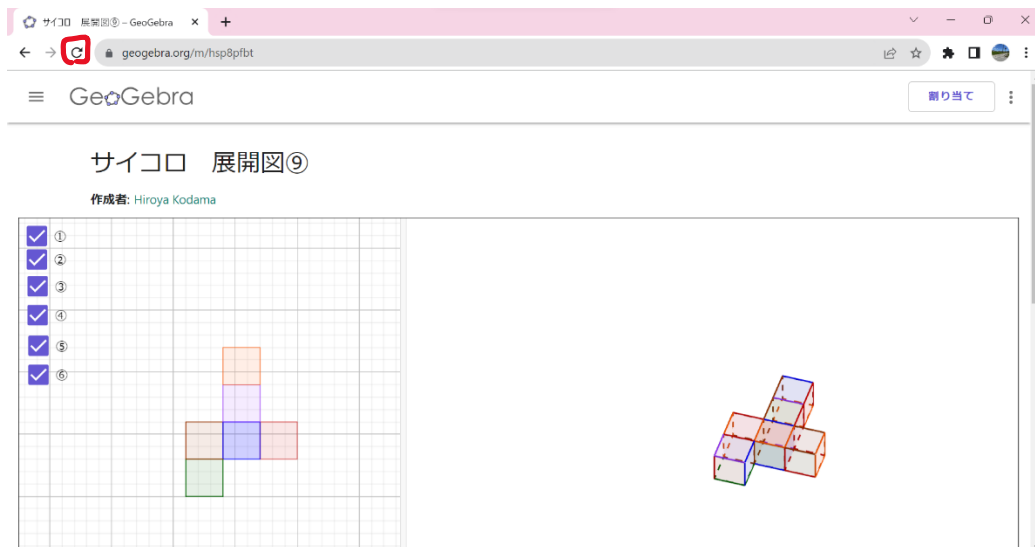 サイコロ 展開図⑨ – GeoGebra
geogebra.org/m/hsp8pfbt
GeoGebra
割り当て
サイコロ 展開図⑨
作成者: Hiroya Kodama
①
②
③
④
⑤
⑥